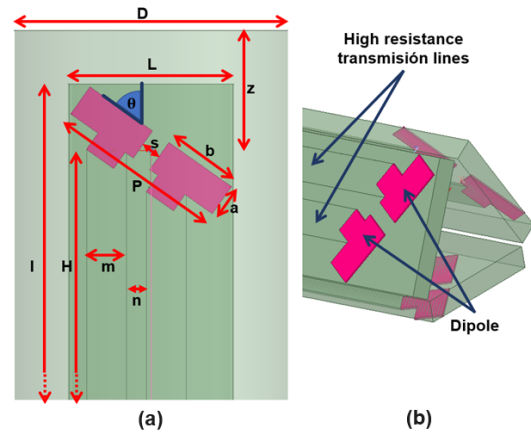 D
L
z
θ
s
b
P
a
I
H
m
n
(a)
High resistance
transmisión lines
Dipole
(b)